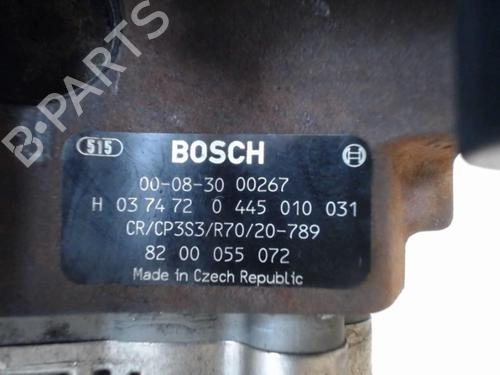 B-PARTS
515 BOSCH
00-08-30 00267
H 03 74 72 0 445 010 031
CR/CP3S3/R70/20-789
82 00 055 072
Made in Czech Republic